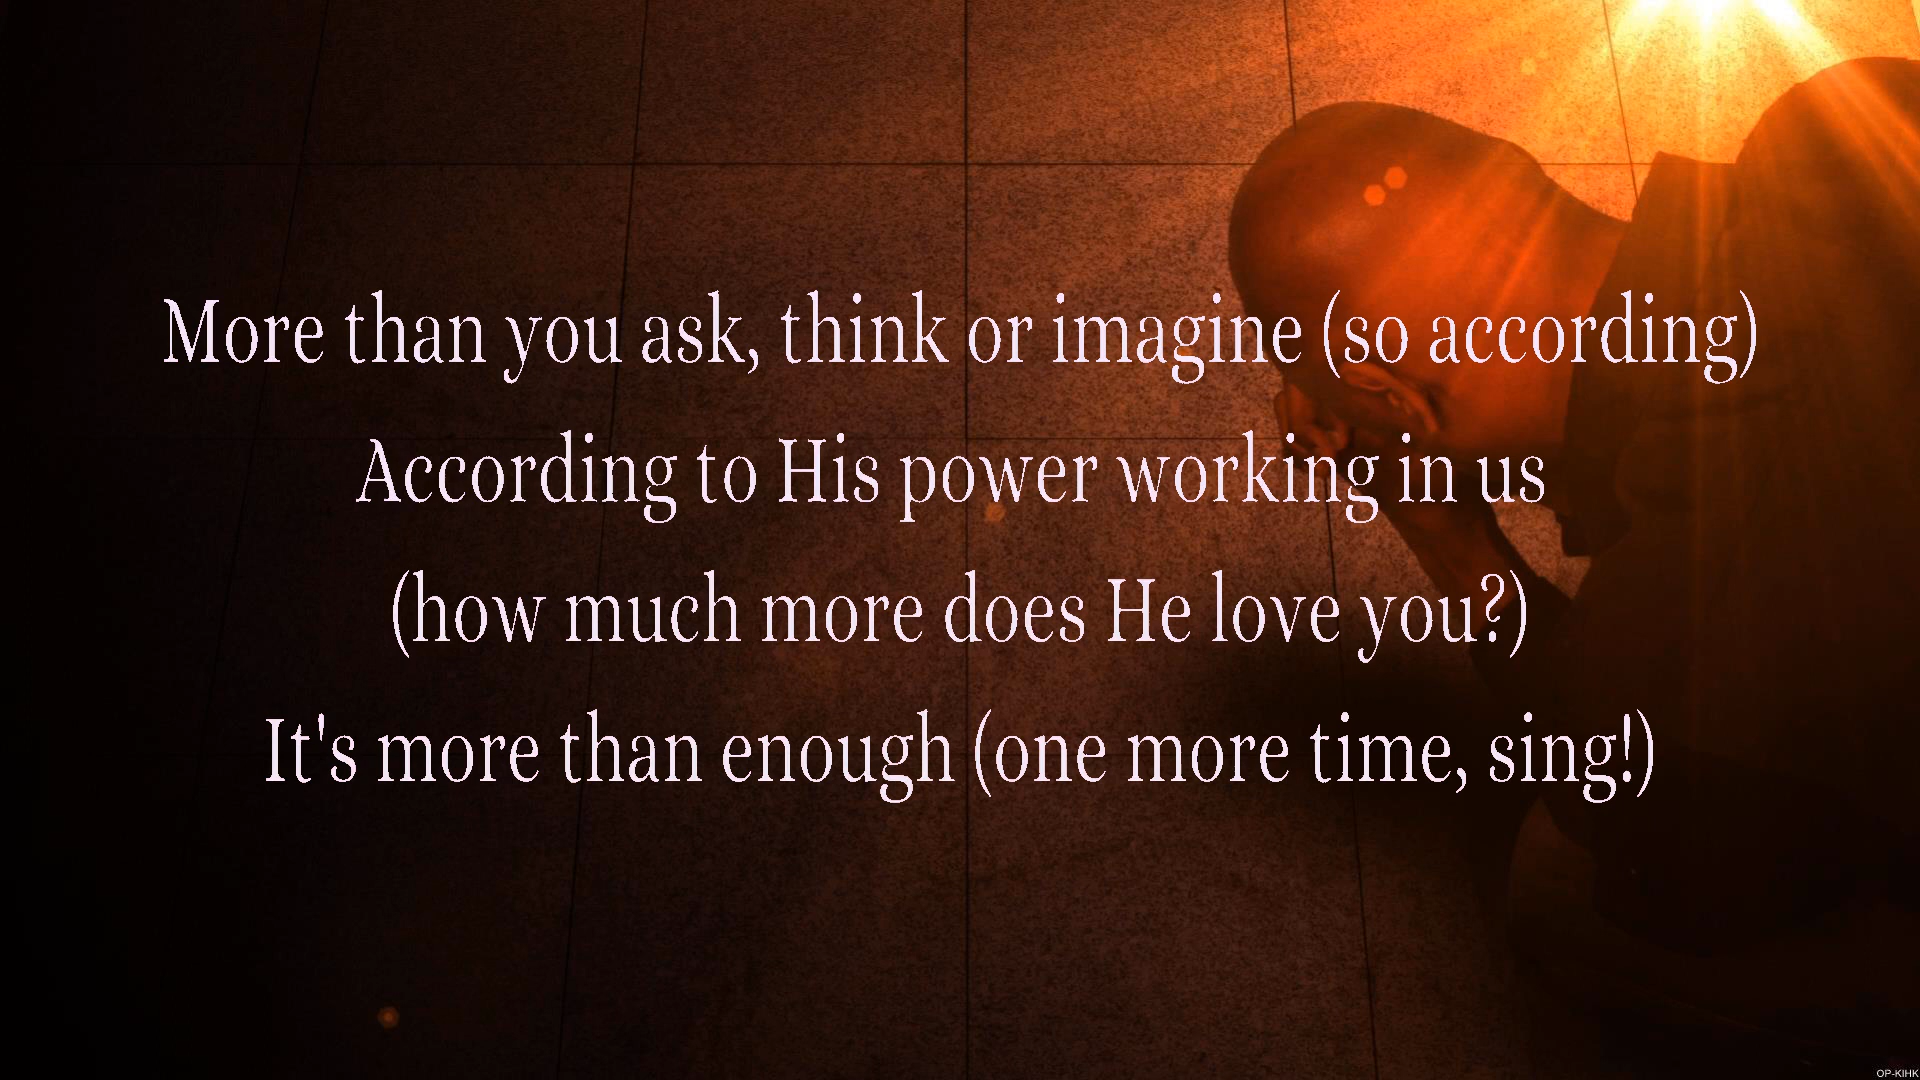 More than you ask, think or imagine (so according)
According to His power working in us
(how much more does He love you?)
It's more than enough (one more time, sing!)
OP-KIHK